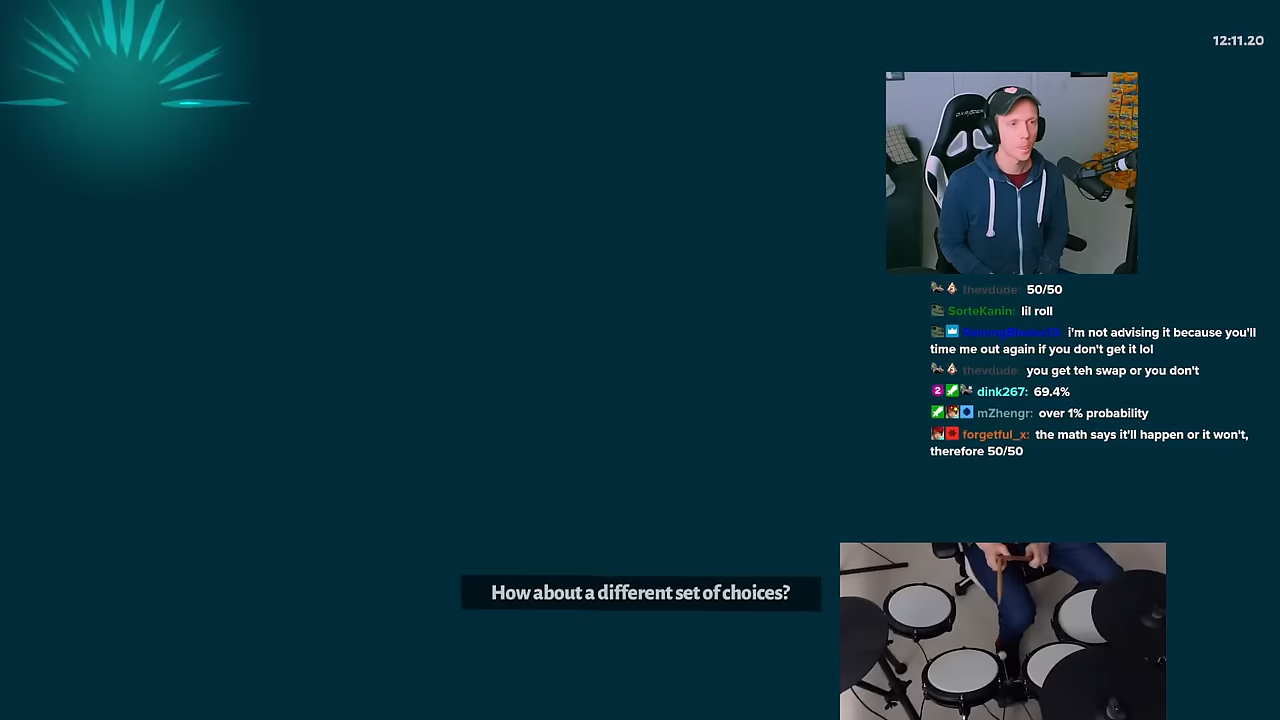 12:11.20
thevdude: 50/50
SorteKanin: lil roll
i'm not advising it because you'll
time me out again if you don't get it lol
thevdude: you get teh swap or you don't
2 dink267: 69.4%
mZhengr: over 1% probability
forgetful_x: the math says it'll happen or it won't,
therefore 50/50
How about a different set of choices?